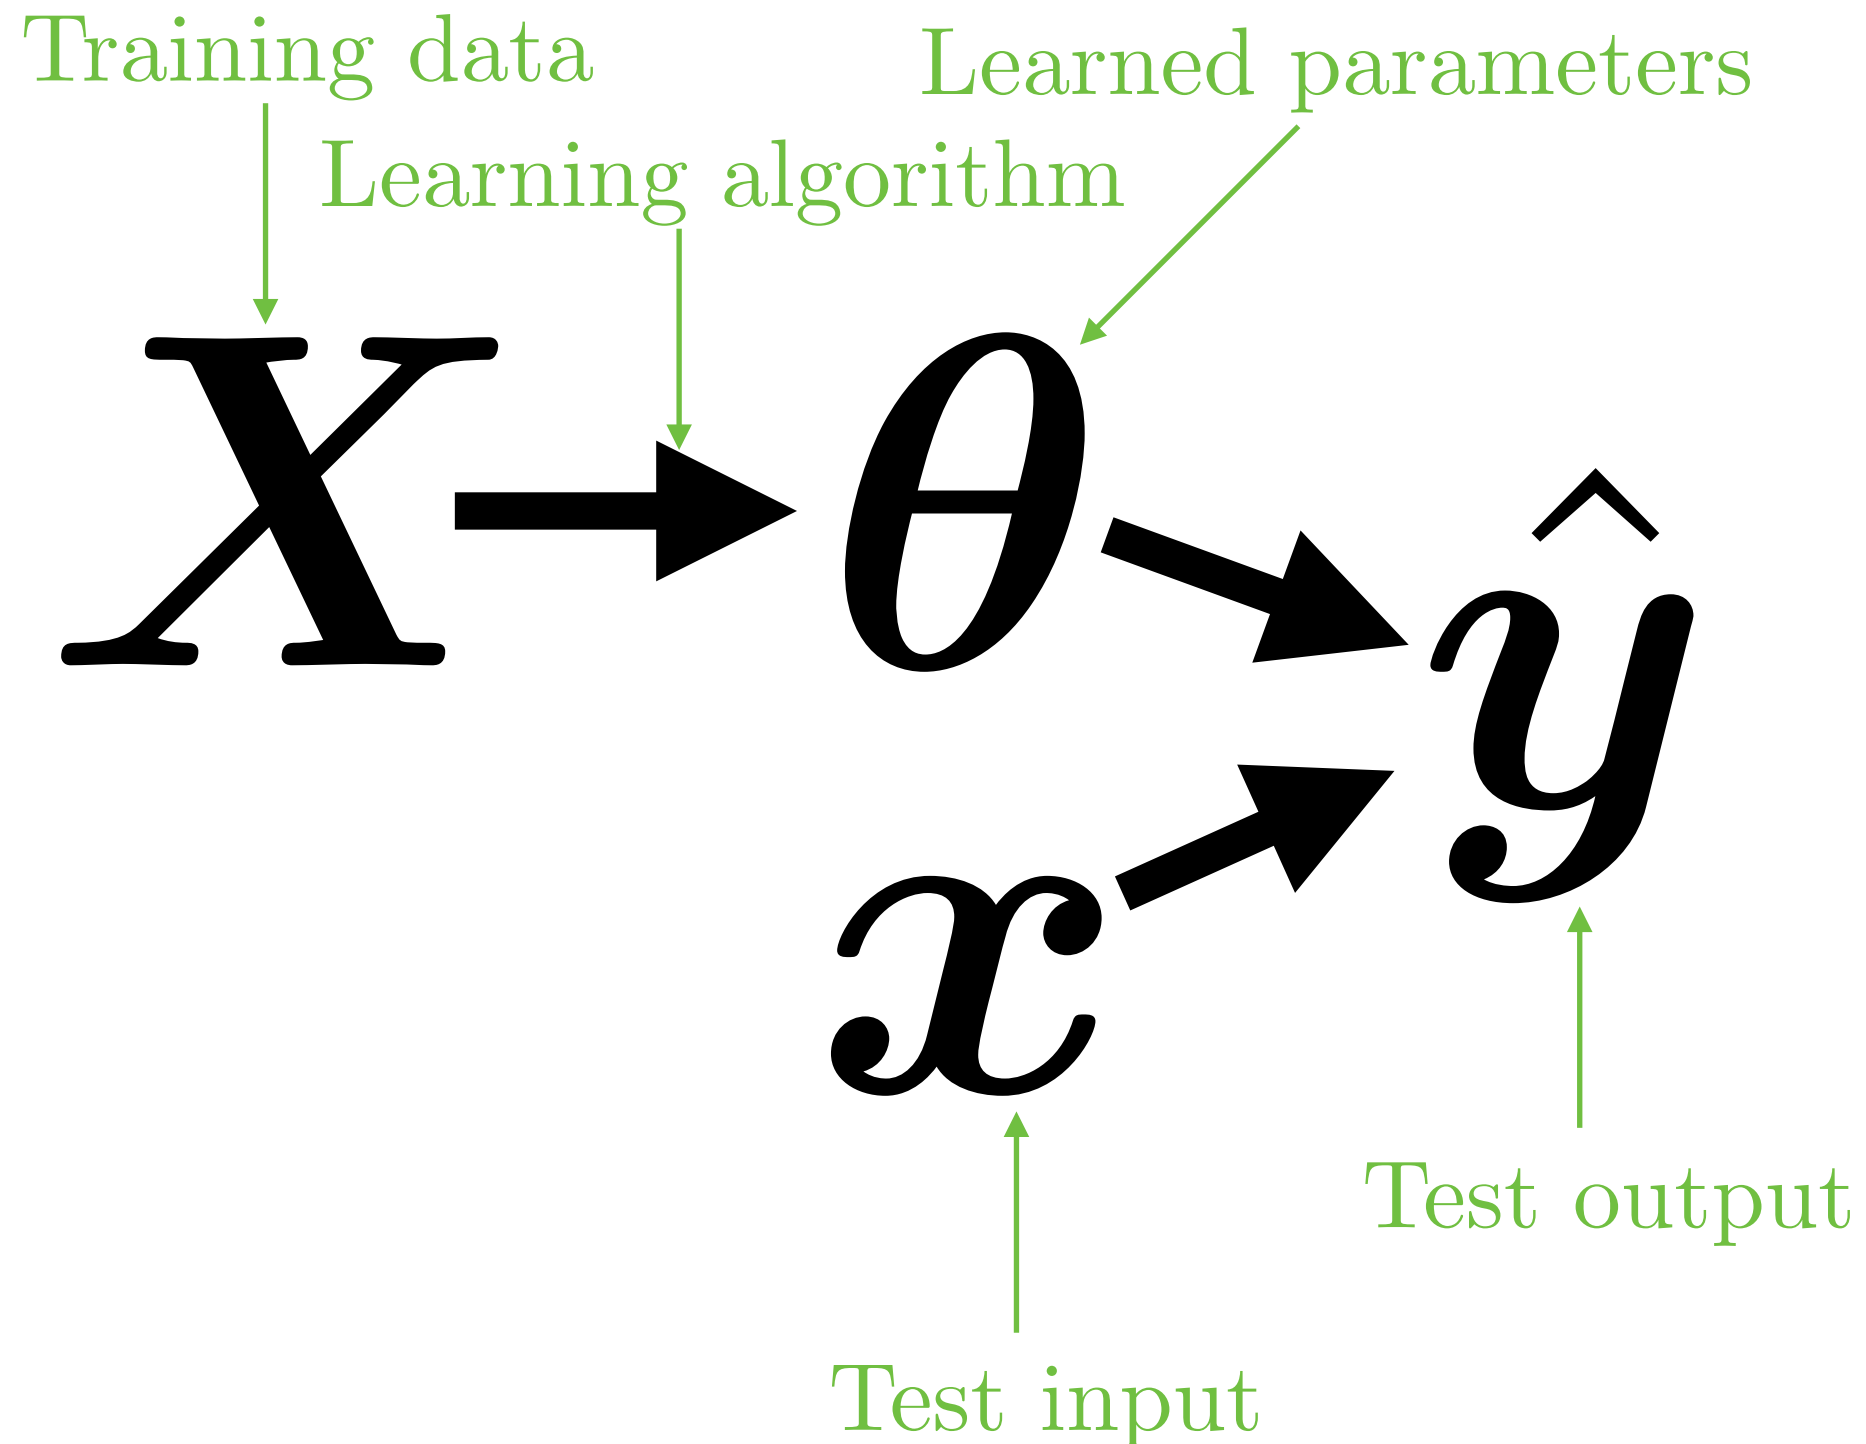 Training data
Learned parameters
Learning algorithm
X
θ
ŷ
x
Test output
Test input